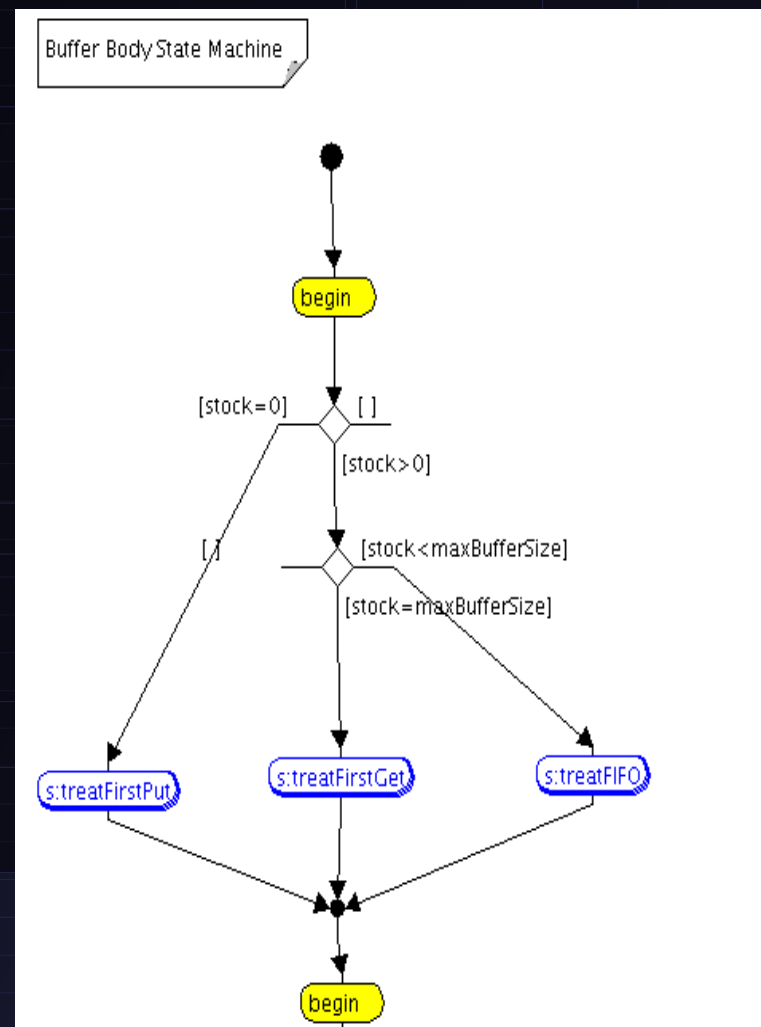 Buffer Body State Machine
begin
[stock=0]
[ ]
[stock>0]
[ ]
[stock<maxBufferSize]
[stock=maxBufferSize]
s:treatFirstPut
s:treatFirstGet
s:treatFIFO
begin